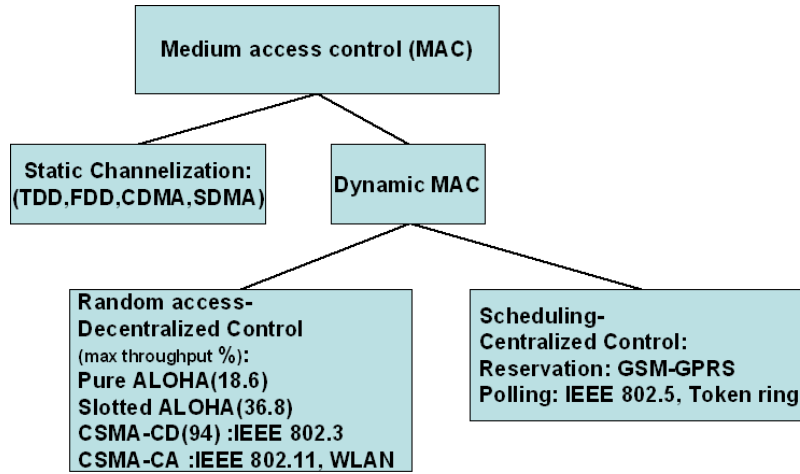 Medium access control (MAC)
Static Channelization:
(TDD,FDD,CDMA,SDMA)
Dynamic MAC
Random access-
Decentralized Control
(max throughput %):
Pure ALOHA(18.6)
Slotted ALOHA(36.8)
CSMA-CD(94) :IEEE 802.3
CSMA-CA :IEEE 802.11, WLAN
Scheduling-
Centralized Control:
Reservation: GSM-GPRS
Polling: IEEE 802.5, Token ring